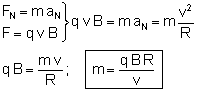 F_N = m a_N
F = q v B } q v B = m a_N = m v²/R
q B = m v / R ; m = q B R / v